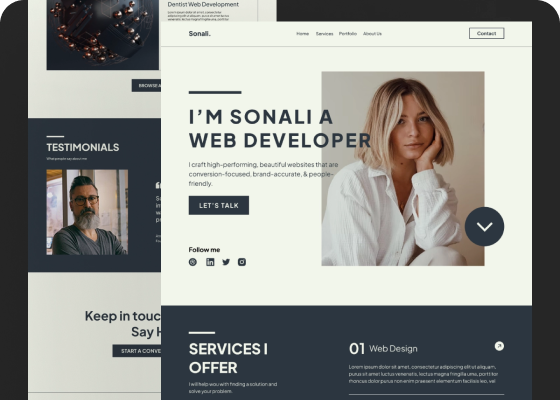 Dentist Web Development
BROWSE A
TESTIMONIALS
What people say about me
Keep in touc
Say H
START A CONVE
Sonali.
Home Services Portfolio About Us
Contact
I'M SONALI A
WEB DEVELOPER
I craft high-performing, beautiful websites that are
conversion-focused, brand-accurate, & people-
friendly.
LET'S TALK
Follow me
SERVICES I
OFFER
I will help you with finding a solution and
solve your problem.
01 Web Design
Lorem ipsum dolor sit amet, consectetur adipiscing elit ut aliquam,
purus sit amet luctus venenatis, lectus magna fringilla urna, porttitor
rhoncus dolor purus non enim praesent elementum facilisis leo, vel